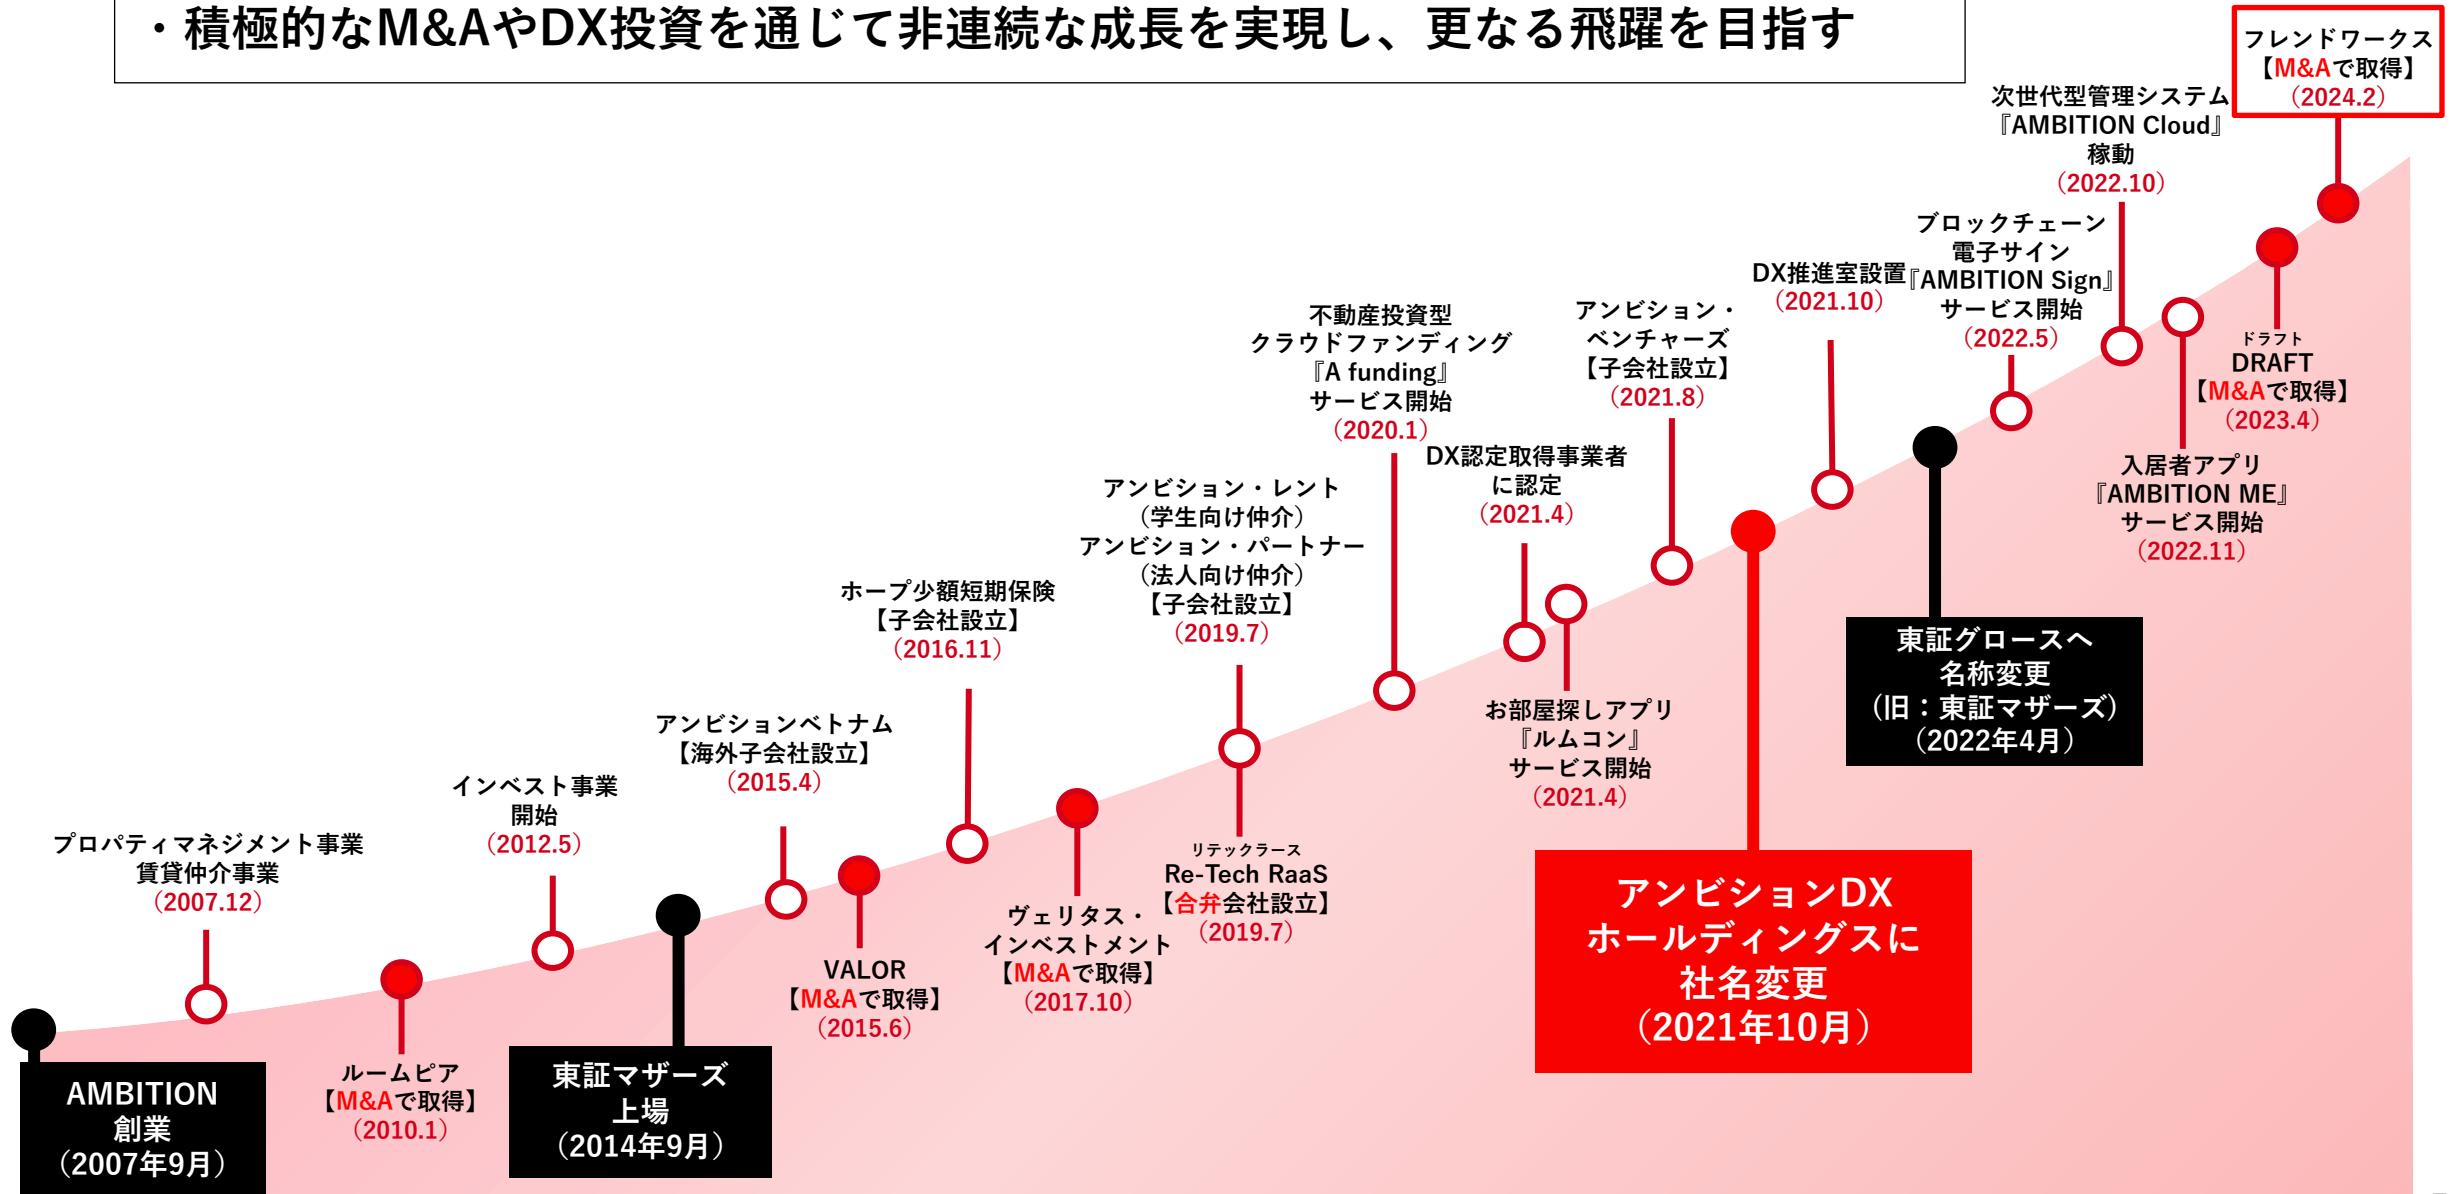 ・積極的なM&AやDX投資を通じて非連続な成長を実現し、更なる飛躍を目指す
フレンドワークス
【M&Aで取得】
（2024.2）
次世代型管理システム
『AMBITION Cloud』
稼動
（2022.10）
ブロックチェーン
電子サイン
『AMBITION Sign』
サービス開始
（2022.5）
DX推進室設置
（2021.10）
アンビション・
ベンチャーズ
【子会社設立】
（2021.8）
不動産投資型
クラウドファンディング
『A funding』
サービス開始
（2020.1）
ドラフト
DRAFT
【M&Aで取得】
（2023.4）
入居者アプリ
『AMBITION ME』
サービス開始
（2022.11）
DX認定取得事業者
に認定
（2021.4）
アンビション・レント
（学生向け仲介）
アンビション・パートナー
（法人向け仲介）
【子会社設立】
（2019.7）
ホープ少額短期保険
【子会社設立】
（2016.11）
東証グロースへ
名称変更
（旧：東証マザーズ）
（2022年4月）
お部屋探しアプリ
『ルムコン』
サービス開始
（2021.4）
アンビションベトナム
【海外子会社設立】
（2015.4）
インベスト事業
開始
（2012.5）
プロパティマネジメント事業
賃貸仲介事業
（2007.12）
リテックラース
Re-Tech RaaS
【合弁会社設立】
（2019.7）
ヴェリタス・
インベストメント
【M&Aで取得】
（2017.10）
VALOR
【M&Aで取得】
（2015.6）
アンビションDX
ホールディングスに
社名変更
（2021年10月）
ルームピア
【M&Aで取得】
（2010.1）
東証マザーズ
上場
（2014年9月）
AMBITION
創業
（2007年9月）